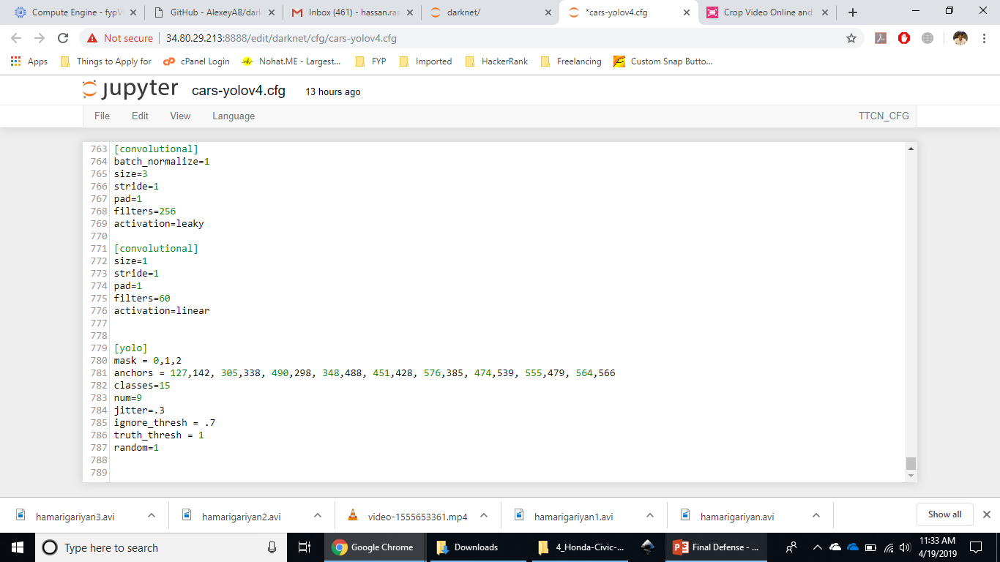 Compute Engine - fypV
GitHub - AlexeyAB/dark
Inbox (461) - hassan.ras
darknet/
*cars-yolov4.cfg
Crop Video Online and
Not secure
34.80.29.213:8888/edit/darknet/cfg/cars-yolov4.cfg
Apps
Things to Apply for
cPanel Login
Nohat.ME - Largest...
FYP
Imported
HackerRank
Freelancing
Custom Snap Butto...
jupyter cars-yolov4.cfg 13 hours ago
File Edit View Language TTCN_CFG
763 [convolutional]
764 batch_normalize=1
765 size=3
766 stride=1
767 pad=1
768 filters=256
769 activation=leaky
770
771 [convolutional]
772 size=1
773 stride=1
774 pad=1
775 filters=60
776 activation=linear
777
778
779 [yolo]
780 mask = 0,1,2
781 anchors = 127,142, 305,338, 490,298, 348,488, 451,428, 576,385, 474,539, 555,479, 564,566
782 classes=15
783 num=9
784 jitter=.3
785 ignore_thresh = .7
786 truth_thresh = 1
787 random=1
788
789
hamarigariyan3.avi
hamarigariyan2.avi
video-1555653361.mp4
hamarigariyan1.avi
hamarigariyan.avi
Show all
Type here to search
Google Chrome
Downloads
4_Honda-Civic-...
Final Defense - ...
11:33 AM
4/19/2019